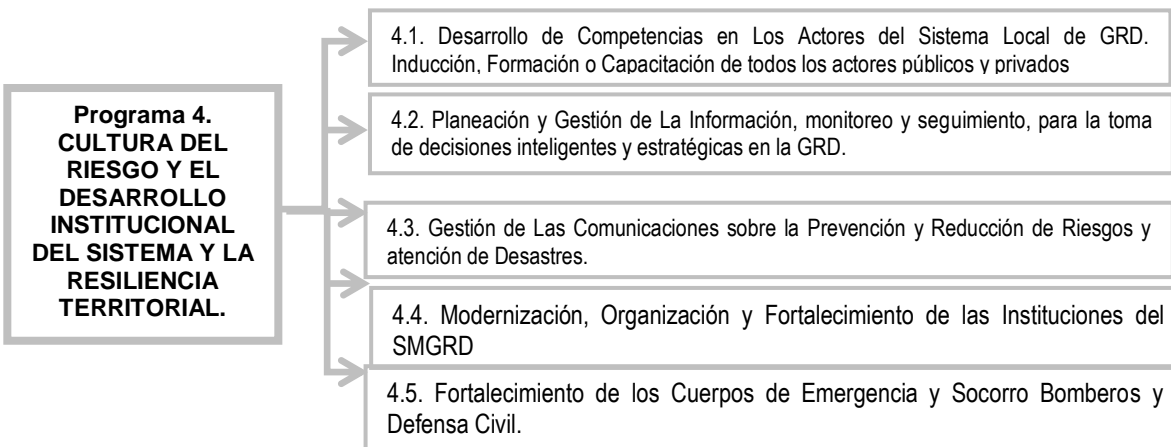 Programa 4.
CULTURA DEL
RIESGO Y EL
DESARROLLO
INSTITUCIONAL
DEL SISTEMA Y LA
RESILIENCIA
TERRITORIAL.
4.1. Desarrollo de Competencias en Los Actores del Sistema Local de GRD.
Inducción, Formación o Capacitación de todos los actores públicos y privados
4.2. Planeación y Gestión de La Información, monitoreo y seguimiento, para la toma
de decisiones inteligentes y estratégicas en la GRD.
4.3. Gestión de Las Comunicaciones sobre la Prevención y Reducción de Riesgos y
atención de Desastres.
4.4. Modernización, Organización y Fortalecimiento de las Instituciones del
SMGRD
4.5. Fortalecimiento de los Cuerpos de Emergencia y Socorro Bomberos y
Defensa Civil.